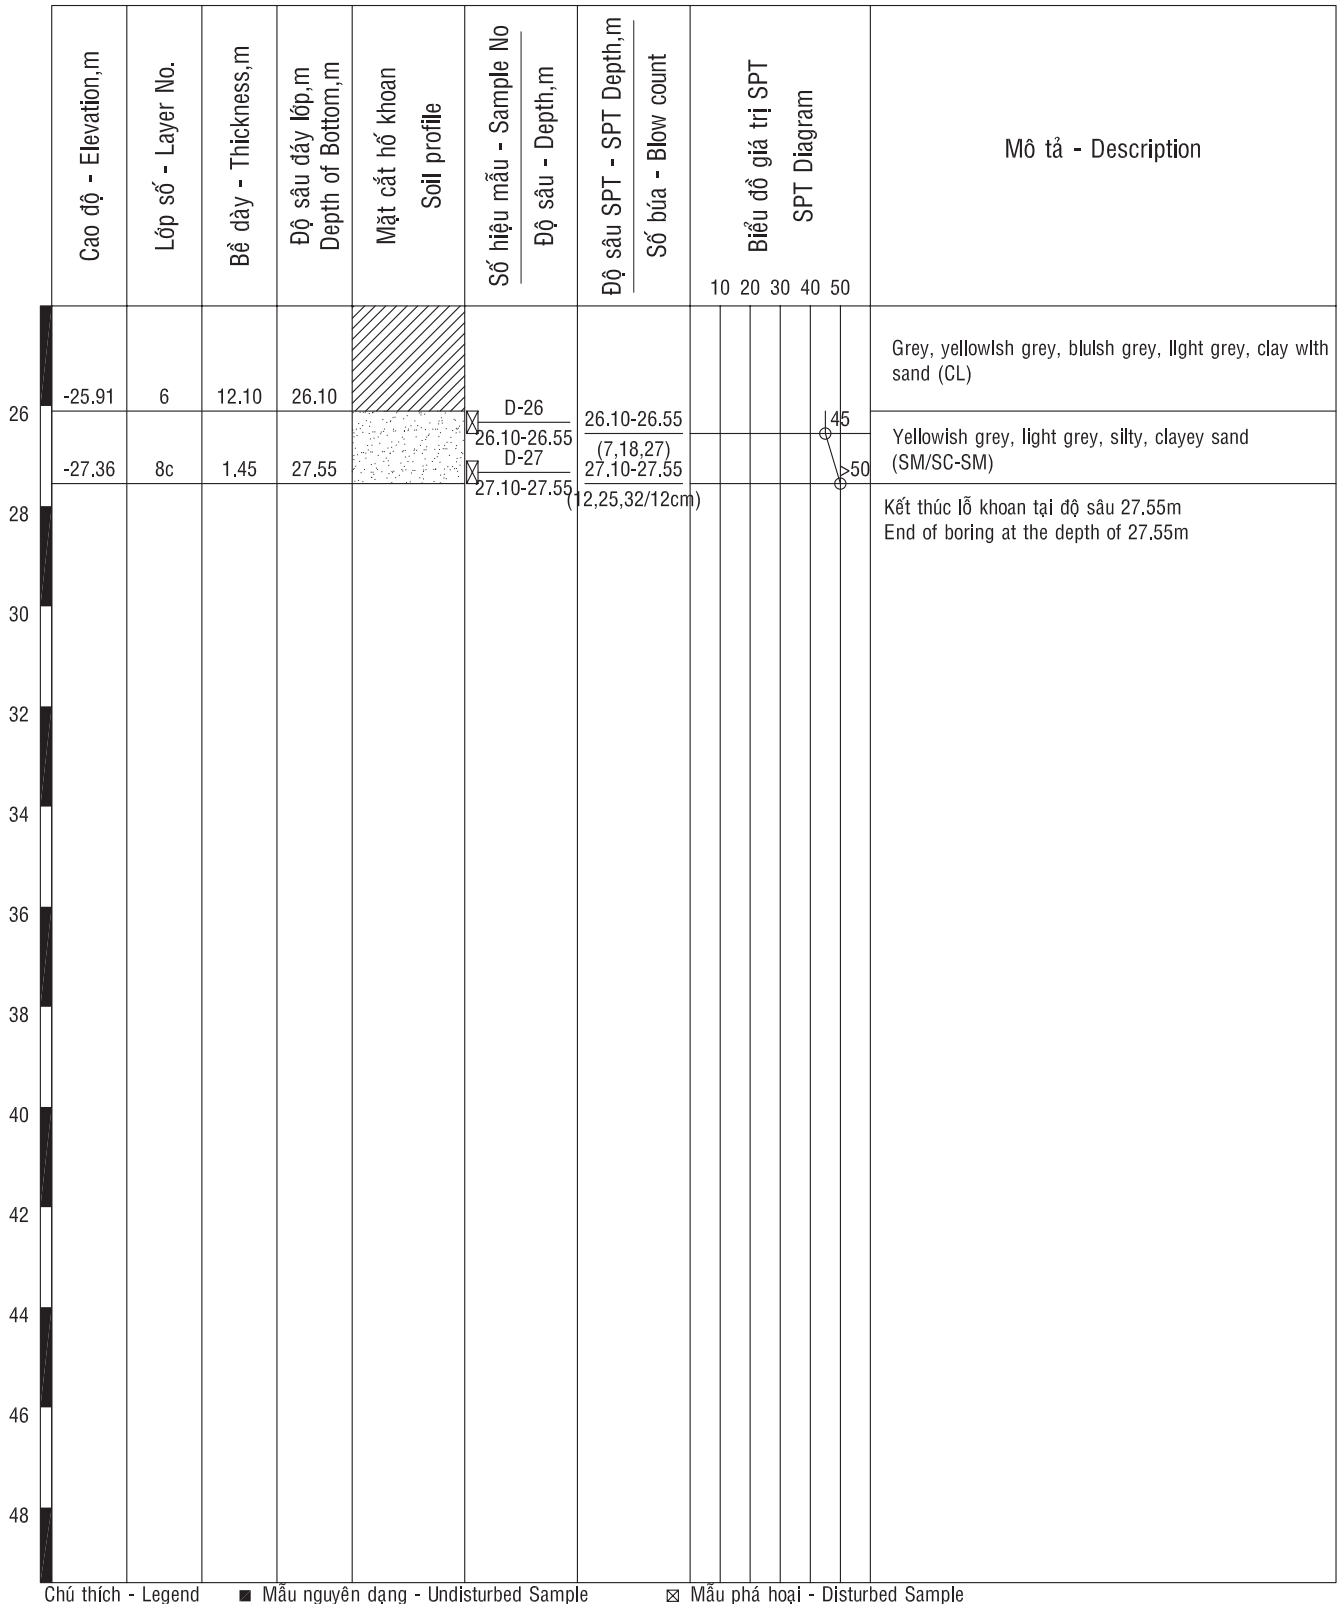 Cao độ - Elevation,m
Lớp số - Layer No.
Bề dày - Thickness,m
Độ sâu đáy lớp,m
Depth of Bottom,m
Mặt cắt hố khoan
Soil profile
Số hiệu mẫu - Sample No
Độ sâu - Depth,m
Độ sâu SPT - SPT Depth,m
Số búa - Blow count
Biểu đồ giá trị SPT
SPT Diagram
10 20 30 40 50
Mô tả - Description
Grey, yellowish grey, bluish grey, light grey, clay with
sand (CL)
-25.91 6 12.10 26.10
26
D-26
26.10-26.55
26.10-26.55
(7,18,27)
45
Yellowish grey, light grey, silty, clayey sand
(SM/SC-SM)
-27.36 8c 1.45 27.55
D-27
27.10-27.55
27.10-27.55
(12,25,32/12cm)
>50
28
Kết thúc lỗ khoan tại độ sâu 27.55m
End of boring at the depth of 27.55m
30
32
34
36
38
40
42
44
46
48
Chú thích - Legend Mẫu nguyên dạng - Undisturbed Sample Mẫu phá hoại - Disturbed Sample